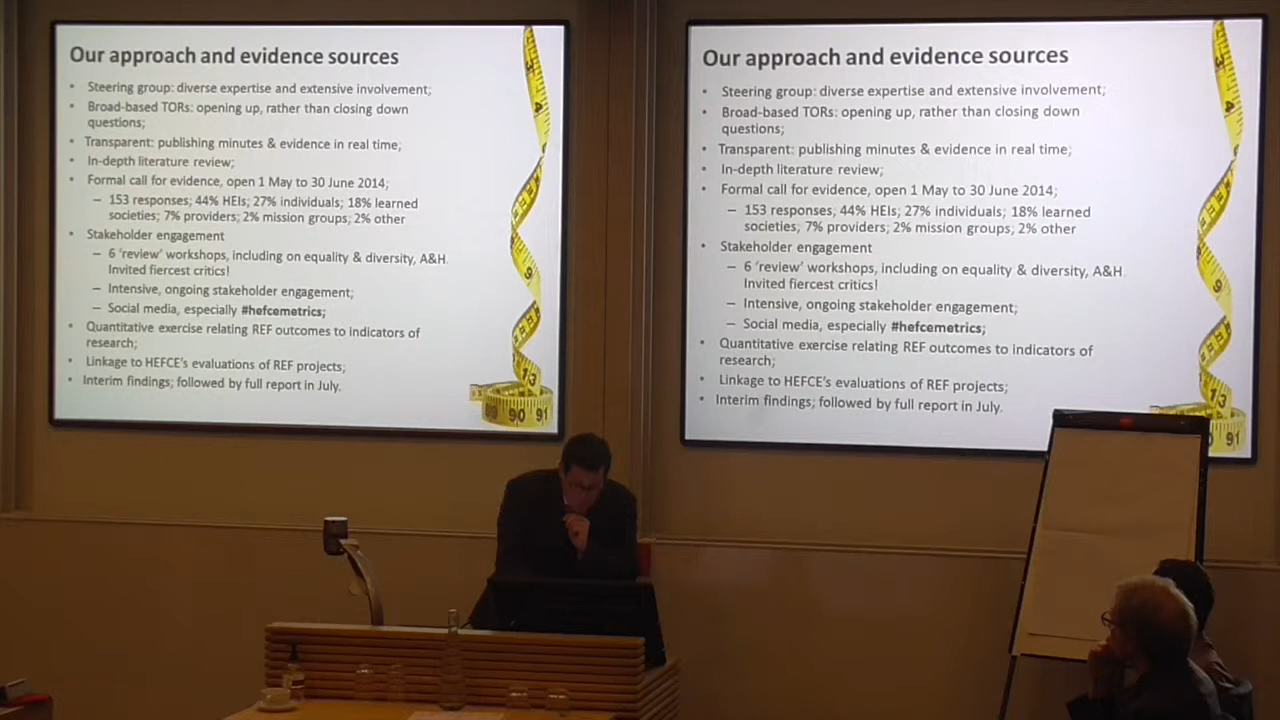 Our approach and evidence sources
• Steering group: diverse expertise and extensive involvement;
• Broad-based TORs: opening up, rather than closing down
questions;
• Transparent: publishing minutes & evidence in real time;
• In-depth literature review;
• Formal call for evidence, open 1 May to 30 June 2014;
– 153 responses; 44% HEIs; 27% individuals; 18% learned
societies; 7% providers; 2% mission groups; 2% other
• Stakeholder engagement
– 6 ‘review’ workshops, including on equality & diversity, A&H.
Invited fiercest critics!
– Intensive, ongoing stakeholder engagement;
– Social media, especially #hefcemetrics;
• Quantitative exercise relating REF outcomes to indicators of
research;
• Linkage to HEFCE's evaluations of REF projects;
• Interim findings; followed by full report in July.
4
9
13
89 90 91
Our approach and evidence sources
• Steering group: diverse expertise and extensive involvement;
• Broad-based TORs: opening up, rather than closing down
questions;
• Transparent: publishing minutes & evidence in real time;
• In-depth literature review;
• Formal call for evidence, open 1 May to 30 June 2014;
– 153 responses; 44% HEIs; 27% individuals; 18% learned
societies; 7% providers; 2% mission groups; 2% other
• Stakeholder engagement
– 6 ‘review’ workshops, including on equality & diversity, A&H.
Invited fiercest critics!
– Intensive, ongoing stakeholder engagement;
– Social media, especially #hefcemetrics;
• Quantitative exercise relating REF outcomes to indicators of
research;
• Linkage to HEFCE's evaluations of REF projects;
• Interim findings; followed by full report in July.
4
9
13
91